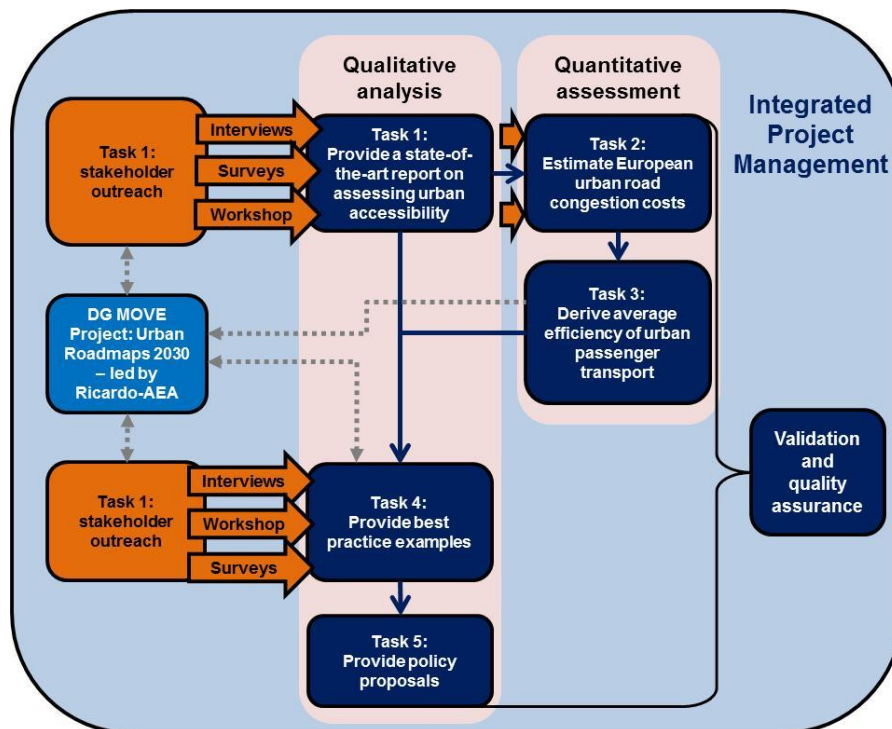 Qualitative
analysis
Quantitative
assessment
Integrated
Project
Management
Task 1:
stakeholder
outreach
Interviews
Surveys
Workshop
Task 1:
Provide a state-of-
the-art report on
assessing urban
accessibility
Task 2:
Estimate European
urban road
congestion costs
DG MOVE
Project: Urban
Roadmaps 2030
– led by
Ricardo-AEA
Task 3:
Derive average
efficiency of urban
passenger
transport
Task 1:
stakeholder
outreach
Interviews
Workshop
Surveys
Task 4:
Provide best
practice examples
Validation
and
quality
assurance
Task 5:
Provide policy
proposals